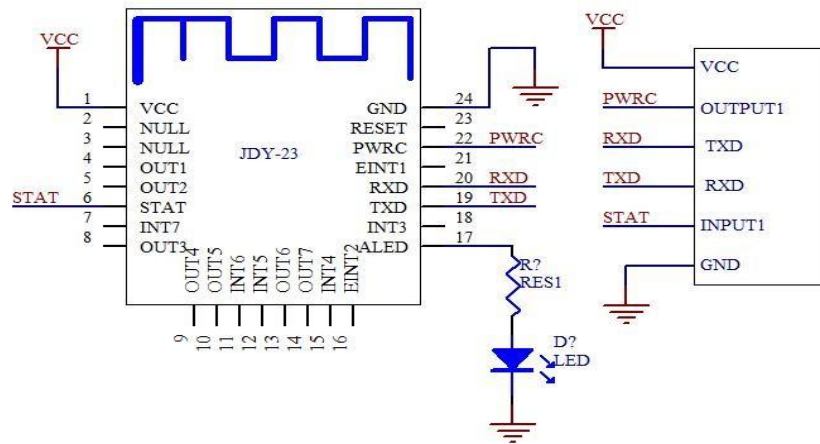 VCC
1 VCC
2 NULL
3 NULL
4 OUT1
5 OUT2
STAT 6 STAT
7 INT7
8 OUT3
JDY-23
9 OUT4
10 OUT5
11 INT6
12 INT5
13 OUT6
14 OUT7
15 INT4
16 EINT2
GND 24
RESET 23
PWRC 22 PWRC
EINT1 21
RXD 20 RXD
TXD 19 TXD
INT3 18
ALED 17
R?
RES1
D?
LED
VCC
VCC
PWRC OUTPUT1
RXD TXD
TXD RXD
STAT INPUT1
GND